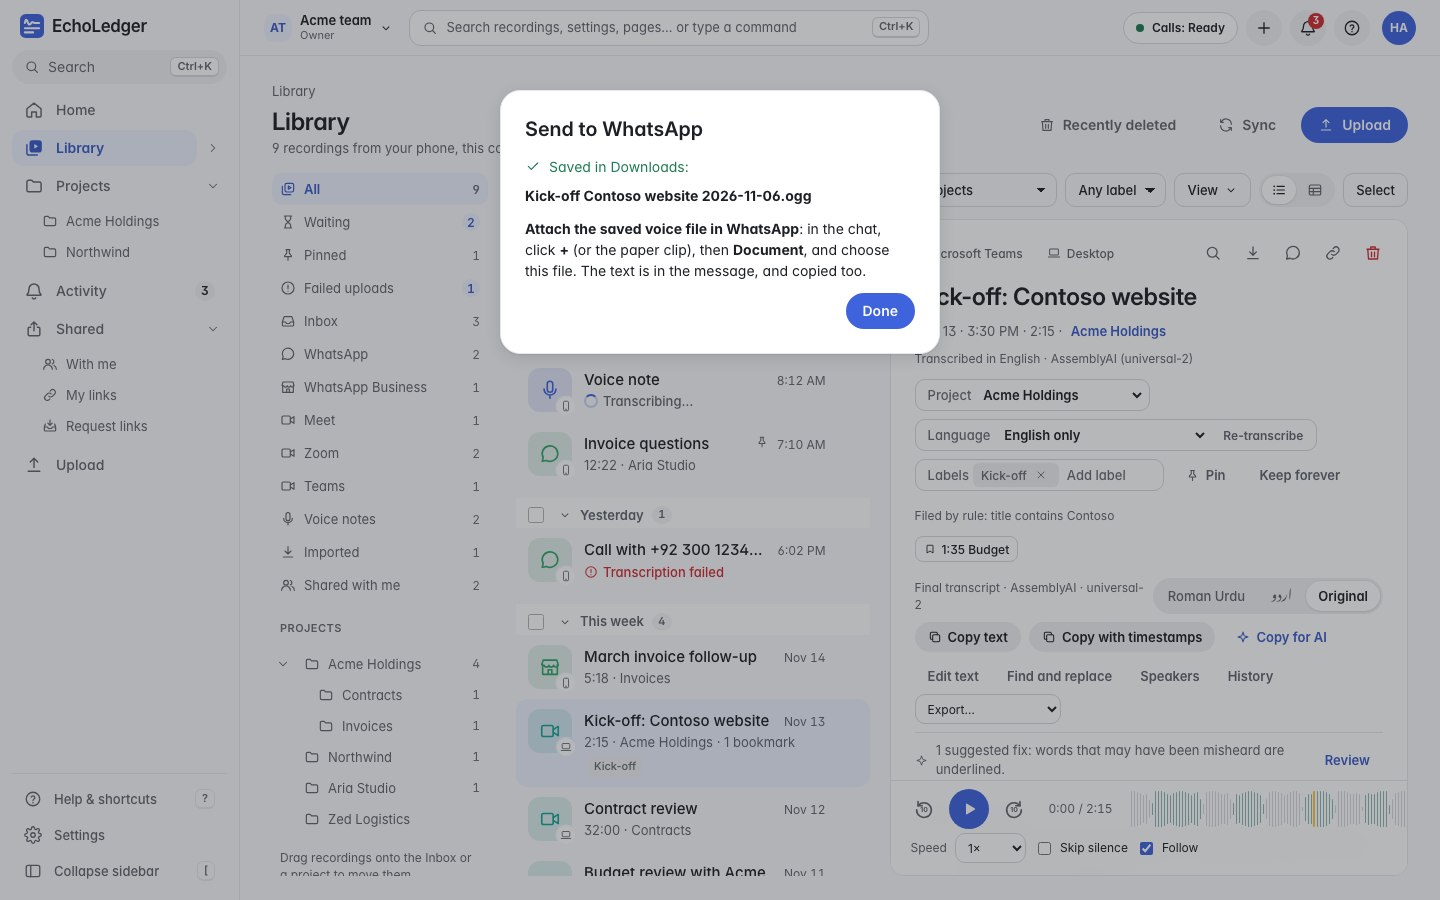 EchoLedger
Search
Ctrl+K
Home
Library
Projects
Acme Holdings
Northwind
Activity
3
Shared
With me
My links
Request links
Upload
Help & shortcuts
?
Settings
Collapse sidebar
[
AT
Acme team
Owner
Search recordings, settings, pages... or type a command
Ctrl+K
Calls: Ready
3
HA
Library
Library
9 recordings from your phone, this co
Recently deleted
Sync
Upload
All 9
Waiting 2
Pinned 1
Failed uploads 1
Inbox 3
WhatsApp 2
WhatsApp Business 1
Meet 1
Zoom 2
Teams 1
Voice notes 2
Imported 1
Shared with me 2
PROJECTS
Acme Holdings 4
Contracts 1
Invoices 1
Northwind 1
Aria Studio 1
Zed Logistics
Drag recordings onto the Inbox or
a project to move them
Send to WhatsApp
Saved in Downloads:
Kick-off Contoso website 2026-11-06.ogg
Attach the saved voice file in WhatsApp: in the chat,
click + (or the paper clip), then Document, and choose
this file. The text is in the message, and copied too.
Done
Voice note 8:12 AM
Transcribing...
Invoice questions 7:10 AM
12:22 · Aria Studio
Yesterday 1
Call with +92 300 1234... 6:02 PM
Transcription failed
This week 4
March invoice follow-up Nov 14
5:18 · Invoices
Kick-off: Contoso website Nov 13
2:15 · Acme Holdings · 1 bookmark
Kick-off
Contract review Nov 12
32:00 · Contracts
Budget review with Acme Nov 11
ojects
Any label
View
Select
crosoft Teams
Desktop
ck-off: Contoso website
13 · 3:30 PM · 2:15 · Acme Holdings
Transcribed in English · AssemblyAI (universal-2)
Project Acme Holdings
Language English only Re-transcribe
Labels Kick-off × Add label
Pin
Keep forever
Filed by rule: title contains Contoso
1:35 Budget
Final transcript · AssemblyAI · universal-
2
Roman Urdu اردو Original
Copy text
Copy with timestamps
Copy for AI
Edit text
Find and replace
Speakers
History
Export...
1 suggested fix: words that may have been misheard are
underlined.
Review
10
10
0:00 / 2:15
Speed 1×
Skip silence
Follow